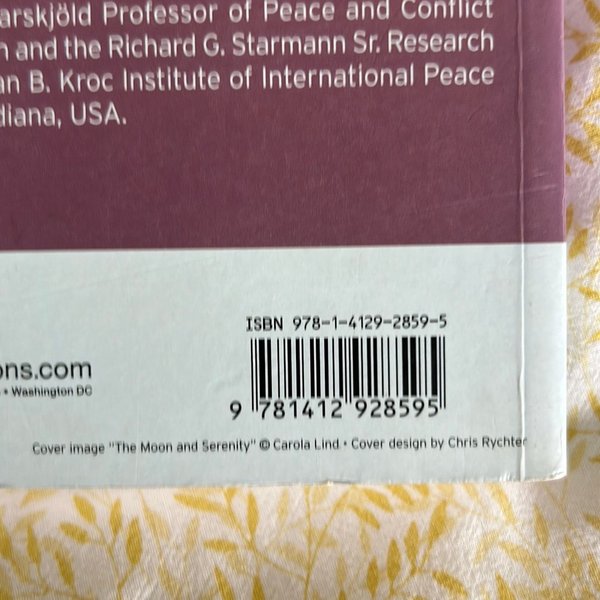 arskjöld Professor of Peace and Conflict
and the Richard G. Starmann Sr. Research
B. Kroc Institute of International Peace
diana, USA.
ISBN 978-1-4129-2859-5
ons.com
• Washington DC
9 781412 928595
Cover image "The Moon and Serenity" © Carola Lind • Cover design by Chris Rychter